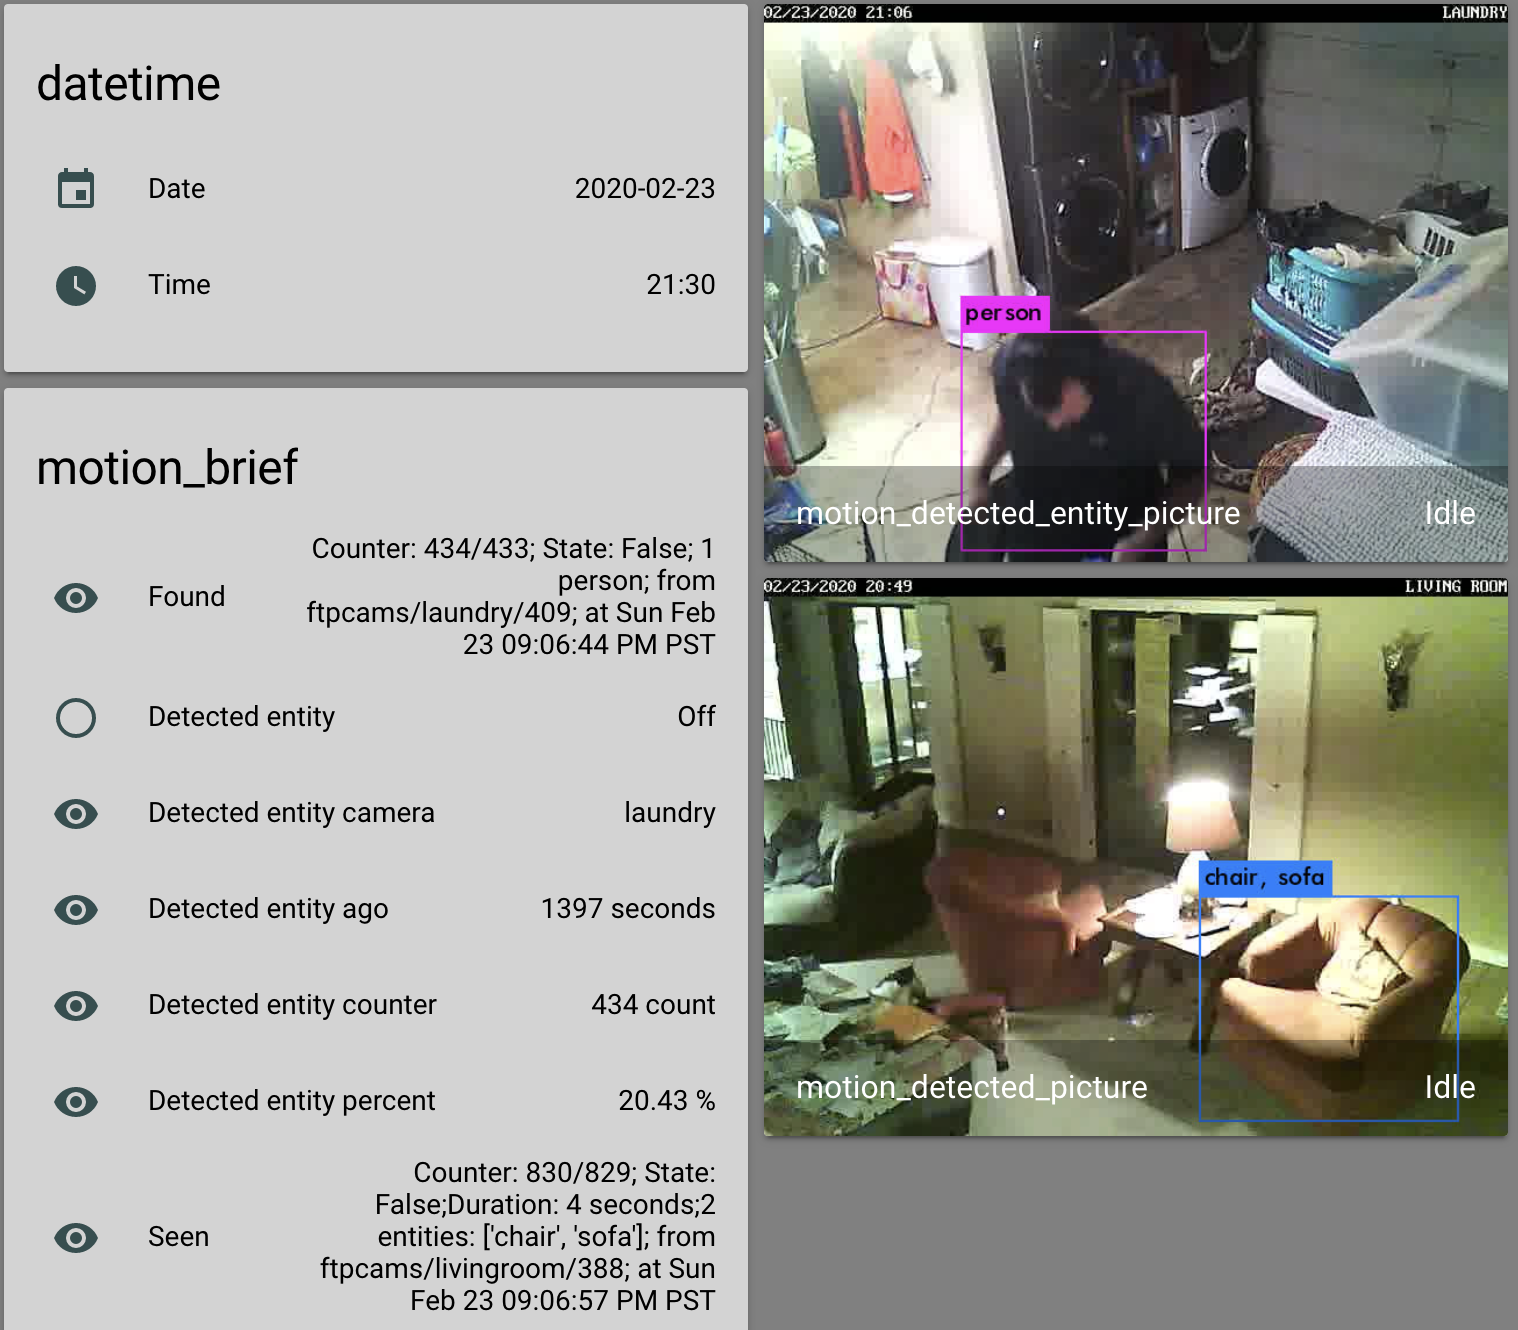 datetime
Date 2020-02-23
Time 21:30
motion_brief
Found
Counter: 434/433; State: False; 1
person; from
ftpcams/laundry/409; at Sun Feb
23 09:06:44 PM PST
Detected entity Off
Detected entity camera laundry
Detected entity ago 1397 seconds
Detected entity counter 434 count
Detected entity percent 20.43 %
Seen
Counter: 830/829; State:
False;Duration: 4 seconds;2
entities: ['chair', 'sofa']; from
ftpcams/livingroom/388; at Sun
Feb 23 09:06:57 PM PST
02/23/2020 21:06 LAUNDRY
person
motion_detected_entity_picture Idle
02/23/2020 20:49 LIVING ROOM
chair, sofa
motion_detected_picture Idle